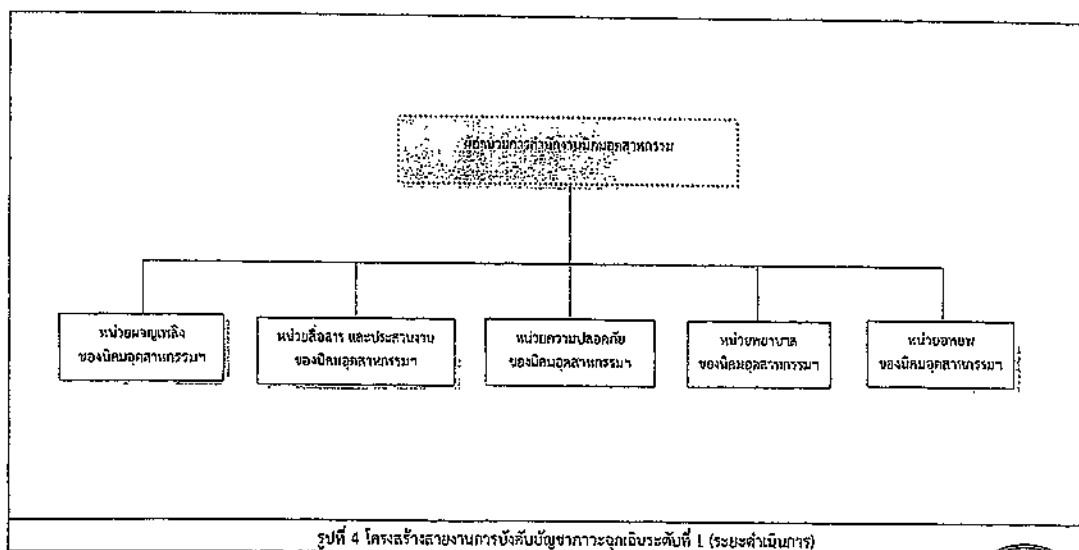 ผู้อำนวยการสำนักงานนิคมอุตสาหกรรม
หน่วยผจญเพลิง
ของนิคมอุตสาหกรรมฯ
หน่วยสื่อสาร และประสานงาน
ของนิคมอุตสาหกรรมฯ
หน่วยความปลอดภัย
ของนิคมอุตสาหกรรมฯ
หน่วยพยาบาล
ของนิคมอุตสาหกรรมฯ
หน่วยอพยพ
ของนิคมอุตสาหกรรมฯ
รูปที่ 4 โครงสร้างสายงานการบังคับบัญชาภาวะฉุกเฉินระดับที่ 1 (ระยะดำเนินการ)